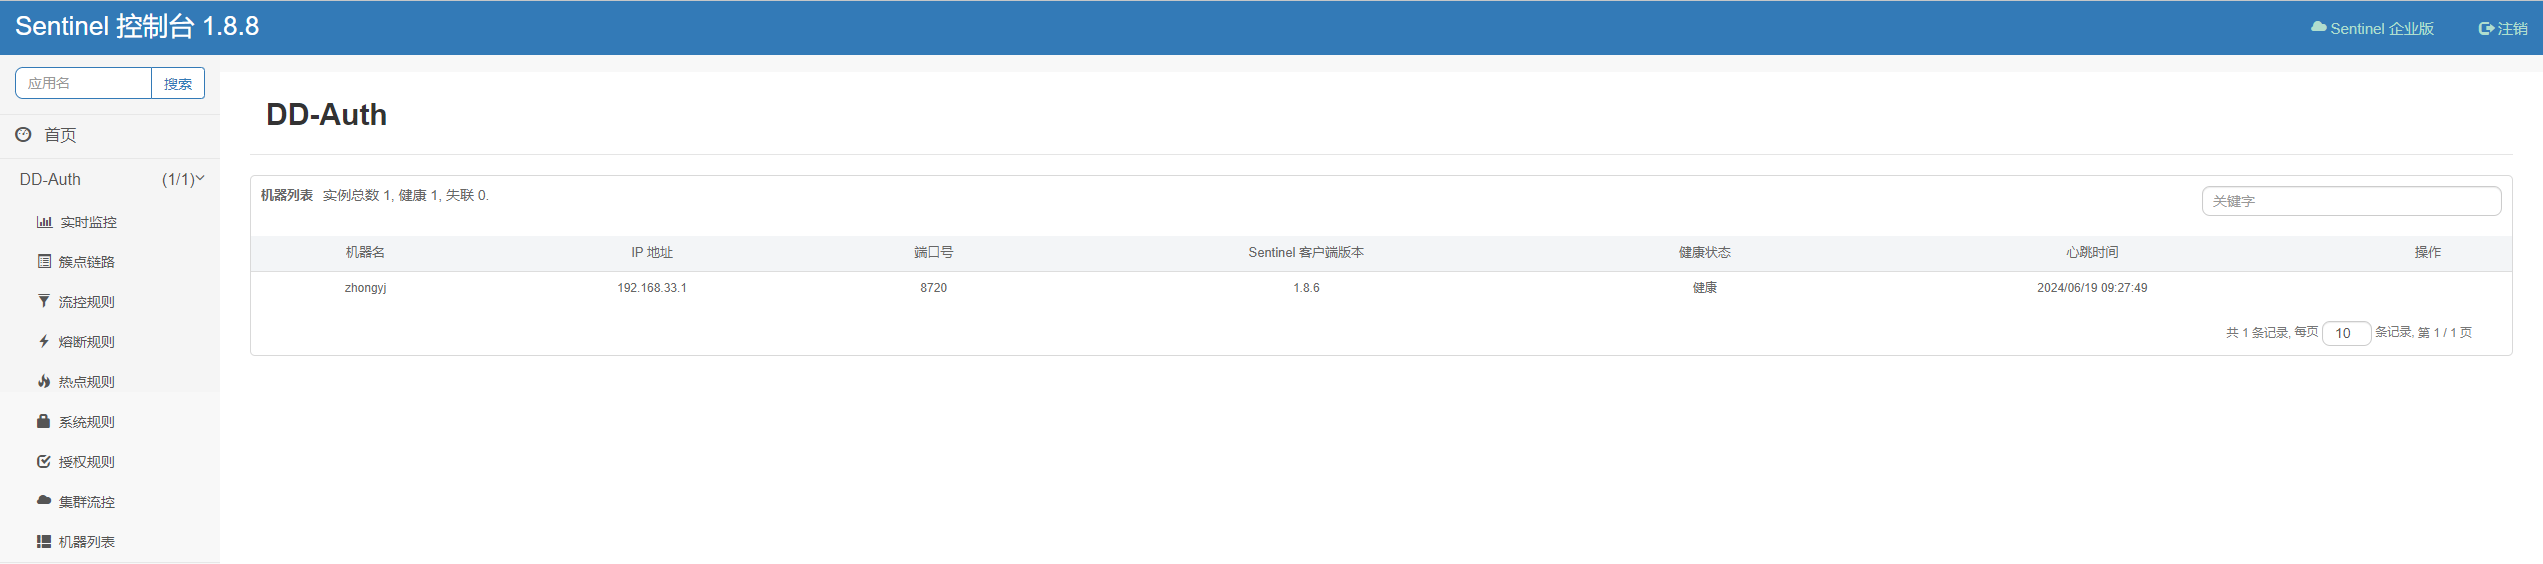 Sentinel 控制台 1.8.8
Sentinel 企业版
注销
应用名
搜索
首页
DD-Auth (1/1)
实时监控
簇点链路
流控规则
熔断规则
热点规则
系统规则
授权规则
集群流控
机器列表
DD-Auth
机器列表 实例总数 1, 健康 1, 失联 0.
关键字
机器名 IP 地址 端口号 Sentinel 客户端版本 健康状态 心跳时间 操作
zhongyj 192.168.33.1 8720 1.8.6 健康 2024/06/19 09:27:49
共 1 条记录, 每页 10 条记录, 第 1 / 1 页